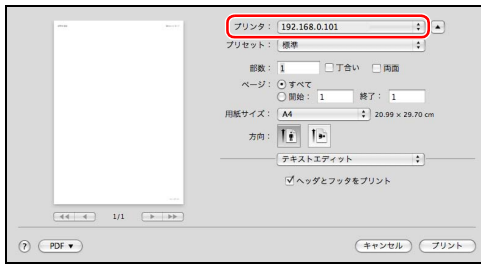 プリンタ： 192.168.0.101
プリセット： 標準
部数： 1 丁合い 両面
ページ： すべて
開始： 1 終了： 1
用紙サイズ： A4 20.99 × 29.70 cm
方向：
テキストエディット
ヘッダとフッタをプリント
1/1
? PDF▼ キャンセル プリント